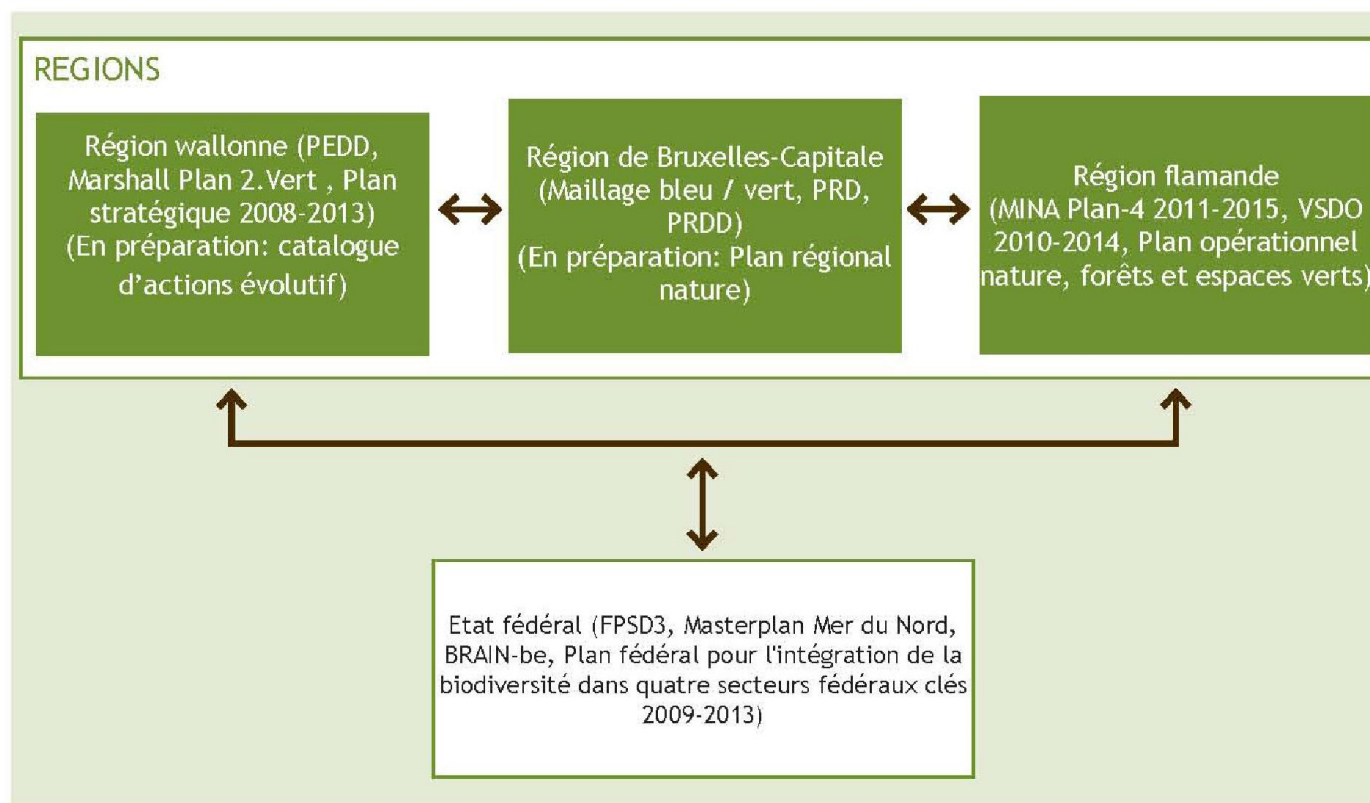 REGIONS
Région wallonne (PEDD,
Marshall Plan 2.Vert , Plan
stratégique 2008-2013)
(En préparation: catalogue
d’actions évolutif)
Région de Bruxelles-Capitale
(Maillage bleu / vert, PRD,
PRDD)
(En préparation: Plan régional
nature)
Région flamande
(MINA Plan-4 2011-2015, VSDO
2010-2014, Plan opérationnel
nature, forêts et espaces verts)
Etat fédéral (FPSD3, Masterplan Mer du Nord,
BRAIN-be, Plan fédéral pour l'intégration de la
biodiversité dans quatre secteurs fédéraux clés
2009-2013)